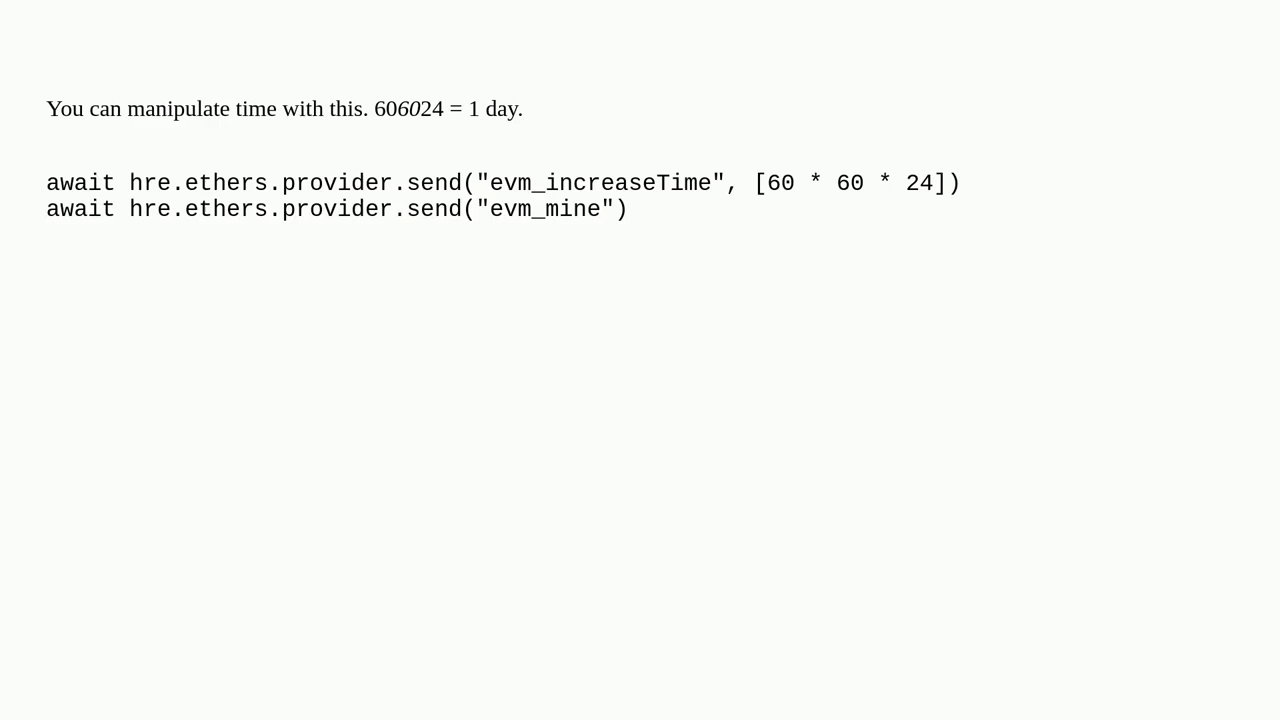 You can manipulate time with this. 606024 = 1 day.
await hre.ethers.provider.send("evm_increaseTime", [60 * 60 * 24])
await hre.ethers.provider.send("evm_mine")